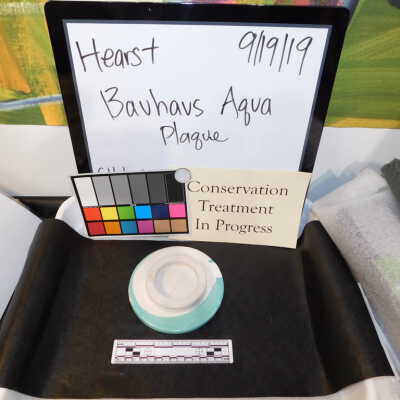 Hearst 9/19/19
Bauhaus Aqua
Plaque
Conservation
Treatment
In Progress